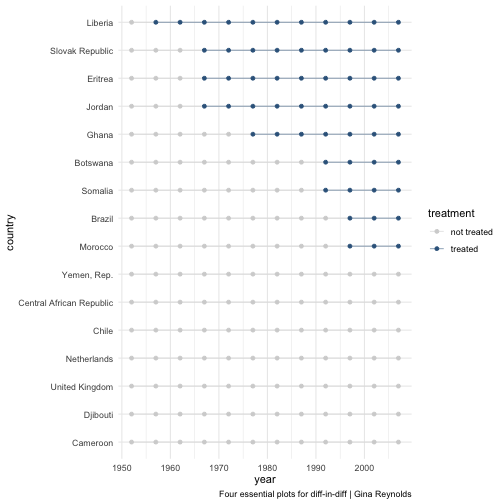 Liberia
Slovak Republic
Eritrea
Jordan
Ghana
Botswana
Somalia
Brazil
Morocco
Yemen, Rep.
Central African Republic
Chile
Netherlands
United Kingdom
Djibouti
Cameroon
country
1950 1960 1970 1980 1990 2000
year
treatment
not treated
treated
Four essential plots for diff-in-diff | Gina Reynolds